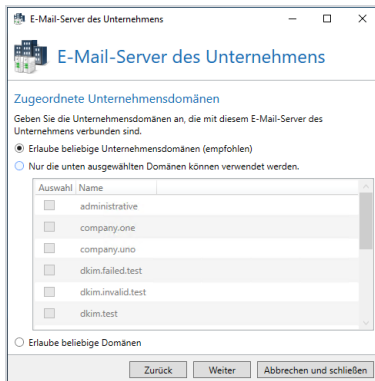 E-Mail-Server des Unternehmens
E-Mail-Server des Unternehmens
Zugeordnete Unternehmensdomänen
Geben Sie die Unternehmensdomänen an, die mit diesem E-Mail-Server des
Unternehmens verbunden sind.
Erlaube beliebige Unternehmensdomänen (empfohlen)
Nur die unten ausgewählten Domänen können verwendet werden.
Auswahl Name
administrative
company.one
company.uno
dkim.failed.test
dkim.invalid.test
dkim.test
Erlaube beliebige Domänen
Zurück Weiter Abbrechen und schließen